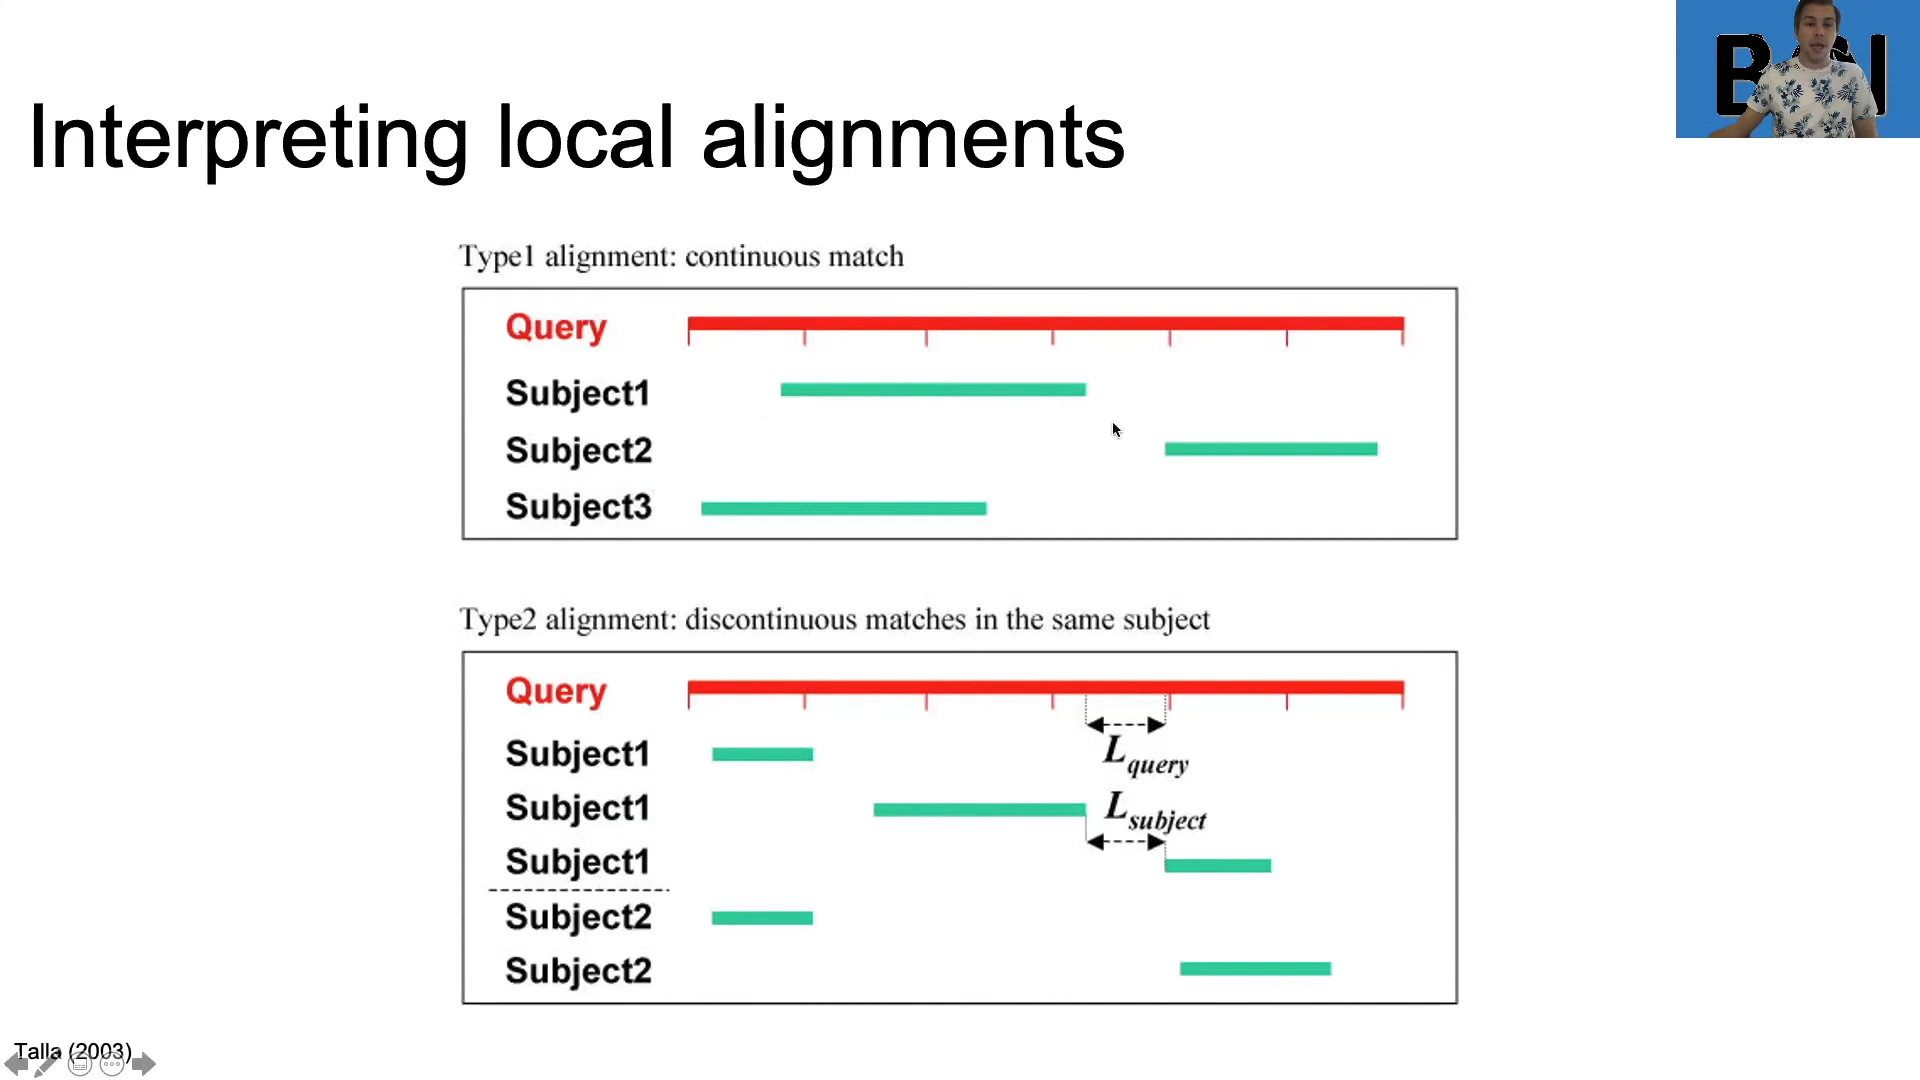 Interpreting local alignments
Type1 alignment: continuous match
Query
Subject1
Subject2
Subject3
Type2 alignment: discontinuous matches in the same subject
Query
Subject1
L query
Subject1
L subject
Subject1
Subject2
Subject2
Talla (2003)